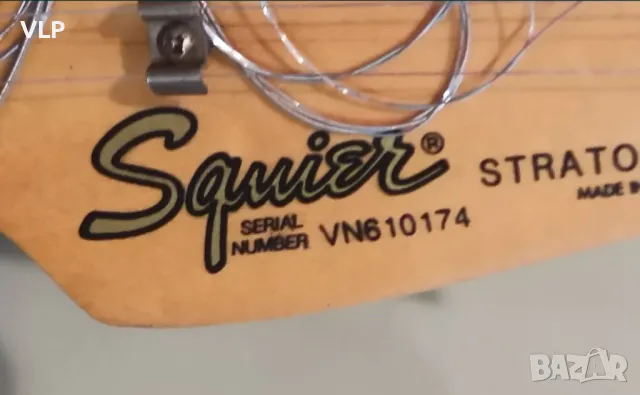 VLP
Squier® STRATO
MADE IN
SERIAL
NUMBER VN610174
BAZAR